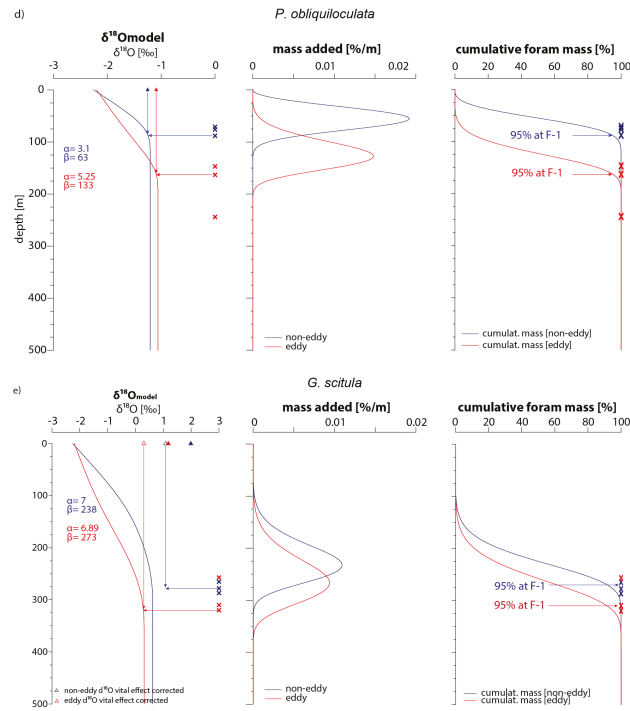 d)
P. obliquiloculata
δ¹⁸Omodel
δ¹⁸O [‰]
mass added [%/m]
cumulative foram mass [%]
-3 -2 -1 0
0 0.01 0.02
0 20 40 60 80 100
0
100
200
300
400
500
depth [m]
α= 3.1
β= 63
α= 5.25
β= 133
95% at F-1
95% at F-1
non-eddy
eddy
cumulat. mass [non-eddy]
cumulat. mass [eddy]
e)
G. scitula
δ¹⁸Omodel
δ¹⁸O [‰]
mass added [%/m]
cumulative foram mass [%]
-3 -2 -1 0 1 2 3
0 0.01 0.02
0 20 40 60 80 100
0
100
200
300
400
500
α= 7
β= 238
α= 6.89
β= 273
95% at F-1
95% at F-1
non-eddy d¹⁸O vital effect corrected
eddy d¹⁸O vital effect corrected
non-eddy
eddy
cumulat. mass [non-eddy]
cumulat. mass [eddy]